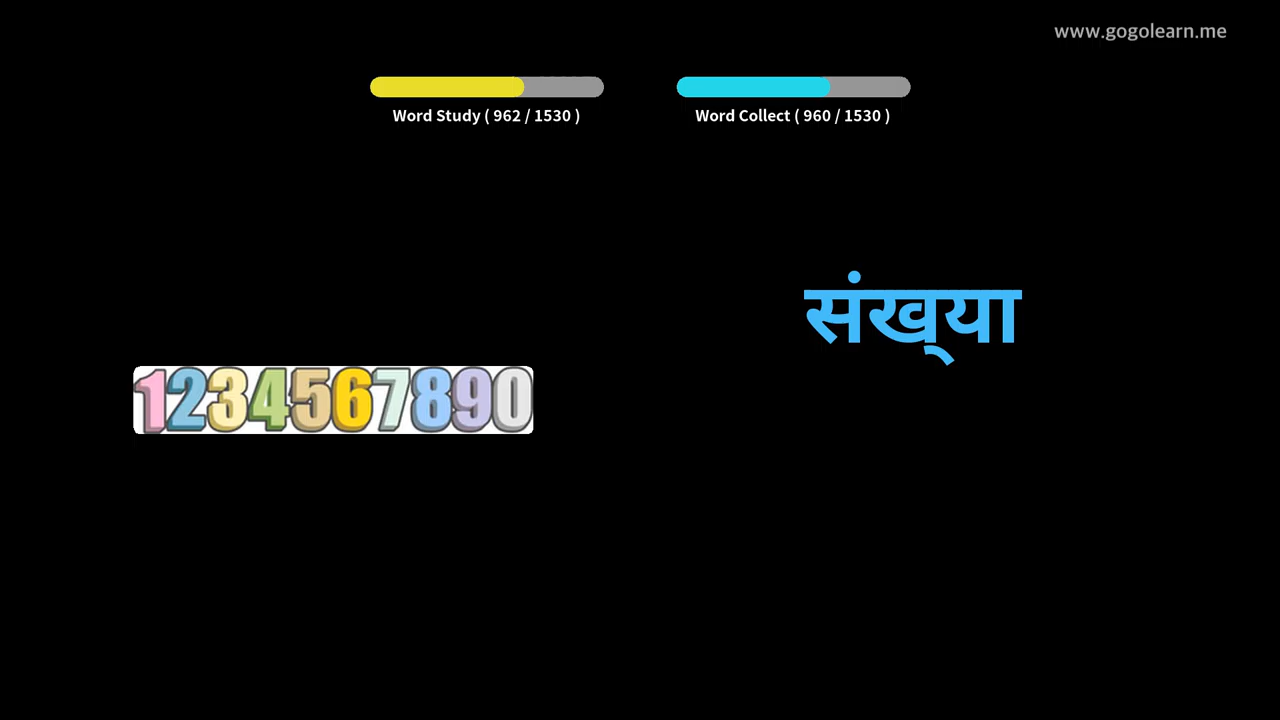 www.gogolearn.me
Word Study ( 962 / 1530 )
Word Collect ( 960 / 1530 )
संख्‌या
1234567890